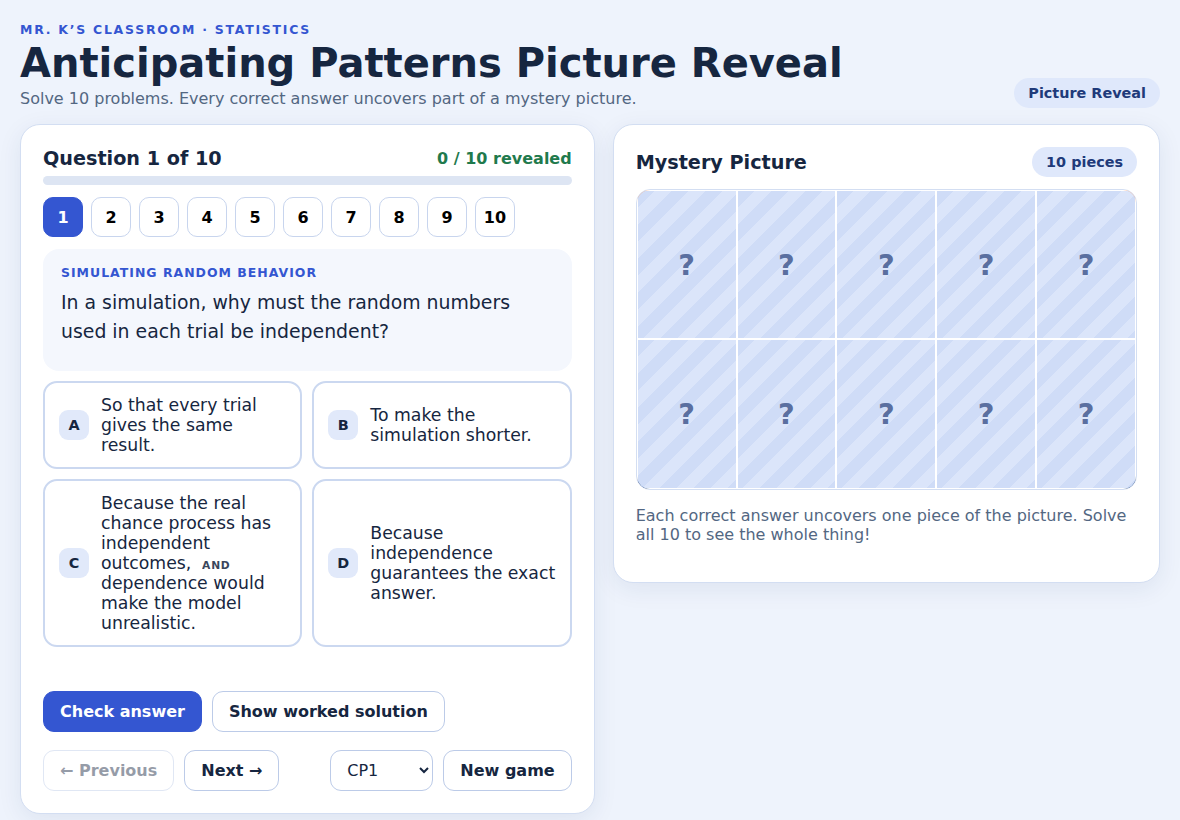 MR. K'S CLASSROOM · STATISTICS
Anticipating Patterns Picture Reveal
Solve 10 problems. Every correct answer uncovers part of a mystery picture.
Picture Reveal
Question 1 of 10
0 / 10 revealed
1 2 3 4 5 6 7 8 9 10
SIMULATING RANDOM BEHAVIOR
In a simulation, why must the random numbers
used in each trial be independent?
A
So that every trial
gives the same
result.
B
To make the
simulation shorter.
C
Because the real
chance process has
independent
outcomes, AND
dependence would
make the model
unrealistic.
D
Because
independence
guarantees the exact
answer.
Check answer
Show worked solution
← Previous
Next →
CP1
New game
Mystery Picture
10 pieces
? ? ? ? ?
? ? ? ? ?
Each correct answer uncovers one piece of the picture. Solve
all 10 to see the whole thing!